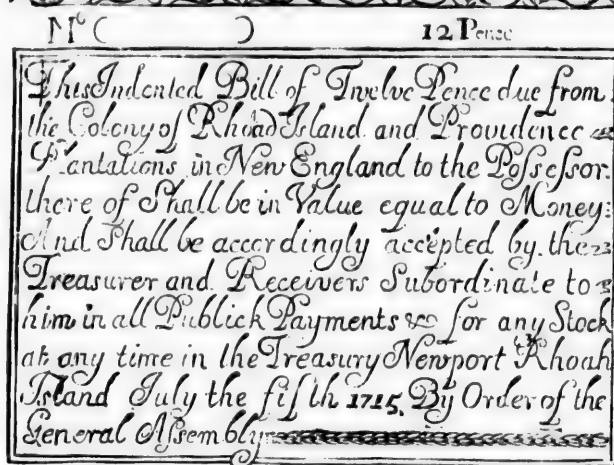 Nº ( ) 12 Pence
This Indented Bill of Twelve Pence due from
the Colony of Rhoad Island and Providence
Plantations in New England to the Possessor
there of Shall be in Value equal to Money:
And Shall be accordingly accepted by the
Treasurer and Receivers Subordinate to
him in all Publick Payments & for any Stock
at any time in the Treasury Newport Rhoad
Island July the fifth 1715. By Order of the
General Assembly